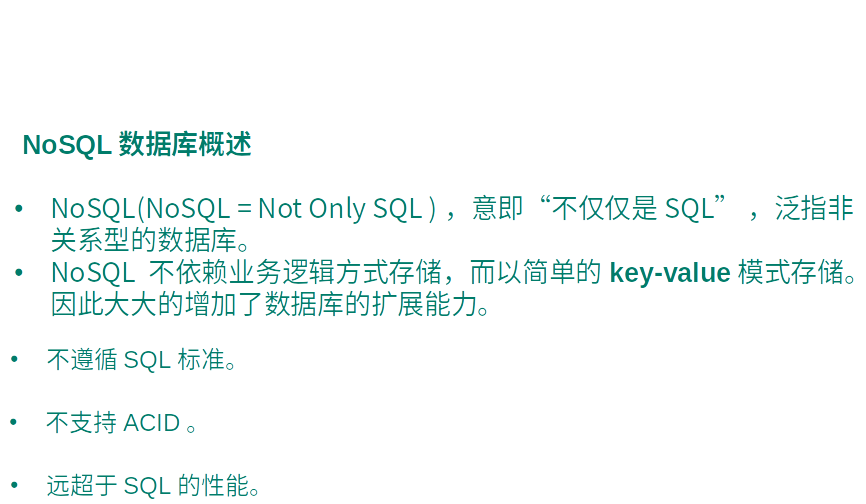 NoSQL 数据库概述
• NoSQL(NoSQL = Not Only SQL ) ，意即“不仅仅是 SQL” ，泛指非
关系型的数据库。
• NoSQL 不依赖业务逻辑方式存储，而以简单的 key-value 模式存储。
因此大大的增加了数据库的扩展能力。
• 不遵循 SQL 标准。
• 不支持 ACID 。
• 远超于 SQL 的性能。